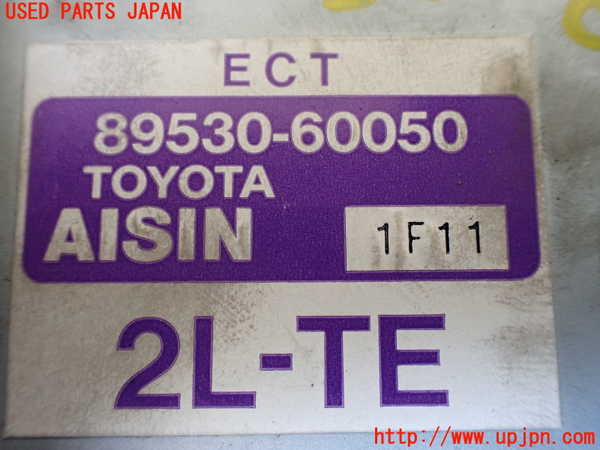 USED PARTS JAPAN
ECT
89530-60050
TOYOTA
AISIN
1F11
2L-TE
http://www.upjpn.com